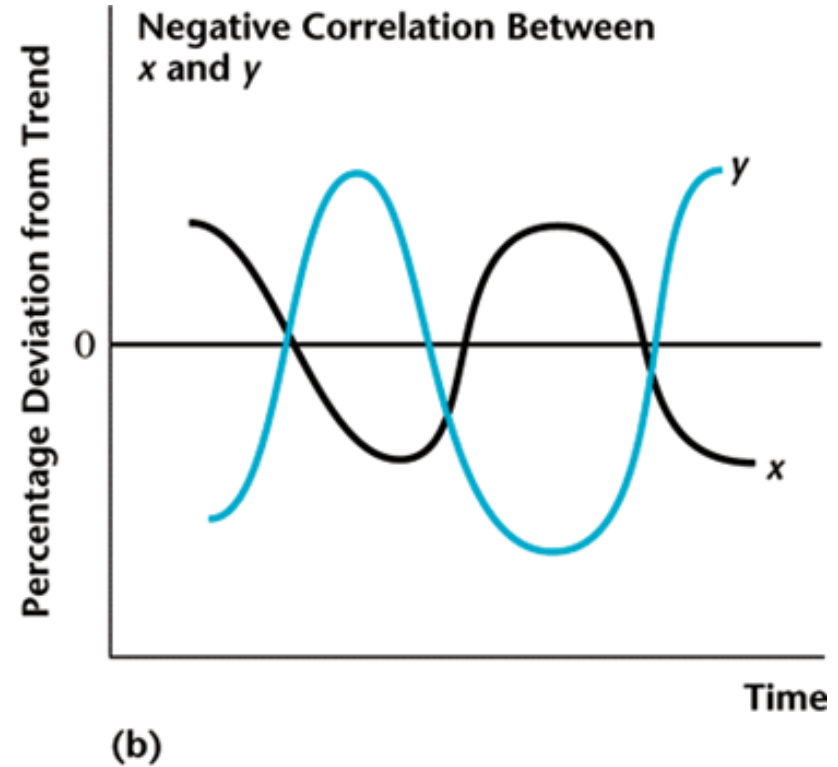 Negative Correlation Between
x and y
Percentage Deviation from Trend
y
0
x
Time
(b)